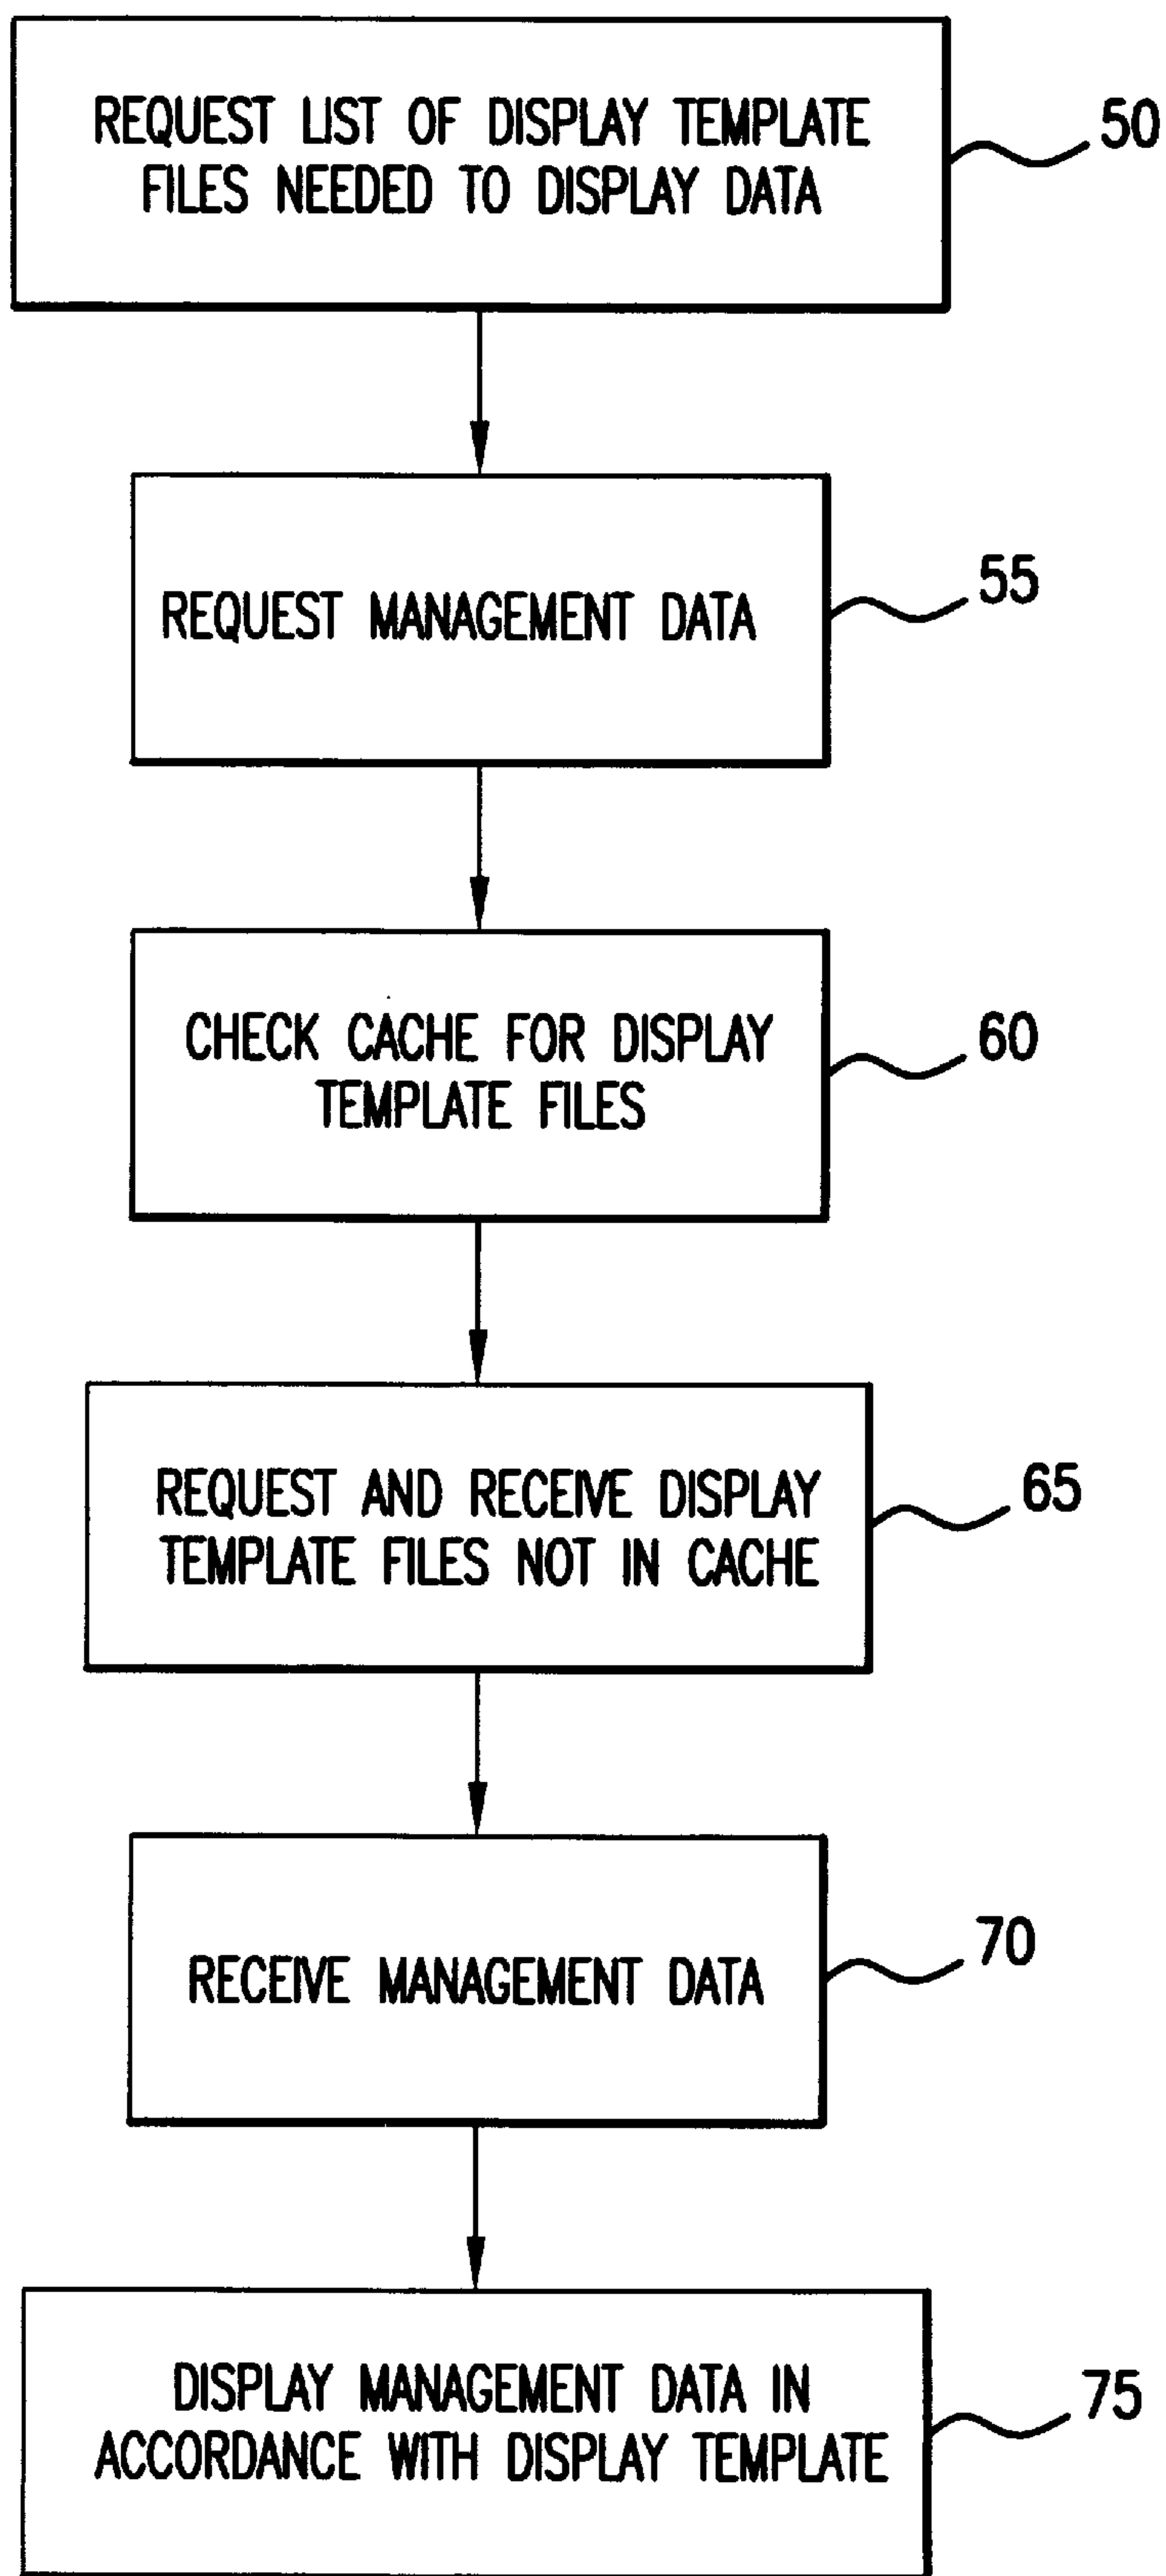 REQUEST LIST OF DISPLAY TEMPLATE
FILES NEEDED TO DISPLAY DATA
50
REQUEST MANAGEMENT DATA
55
CHECK CACHE FOR DISPLAY
TEMPLATE FILES
60
REQUEST AND RECEIVE DISPLAY
TEMPLATE FILES NOT IN CACHE
65
RECEIVE MANAGEMENT DATA
70
DISPLAY MANAGEMENT DATA IN
ACCORDANCE WITH DISPLAY TEMPLATE
75